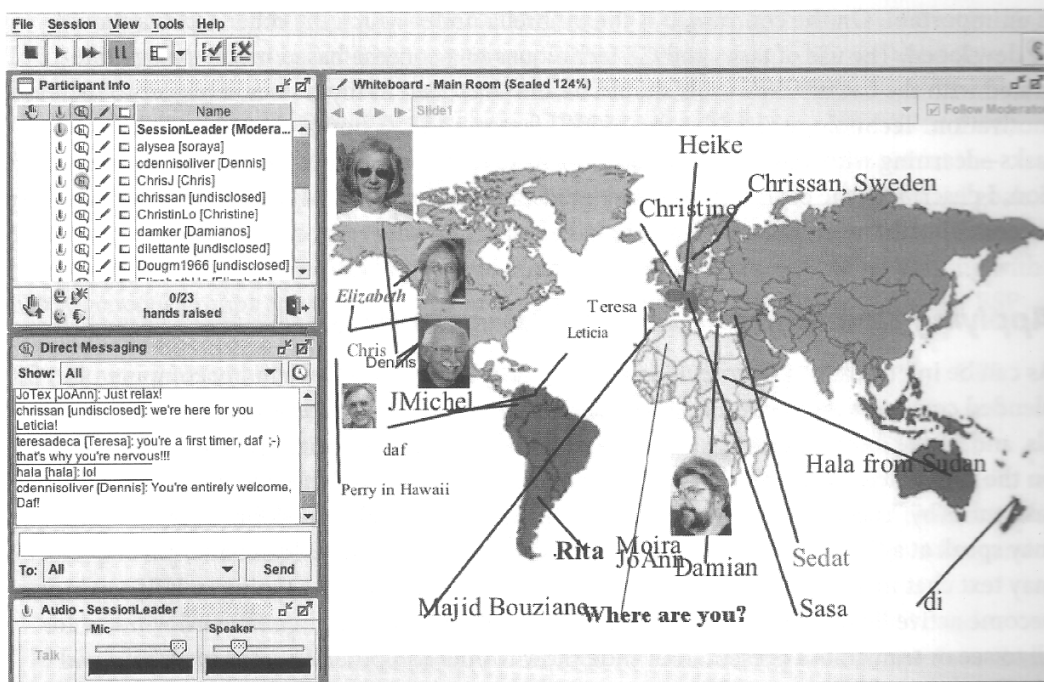 File Session View Tools Help
Participant Info
Name
SessionLeader (Modera...
alysea (soraya)
cdennisoliver [Dennis]
ChrisJ [Chris]
chrissan [undisclosed]
ChristinLo [Christine]
damker [Damianos]
dilettante [undisclosed]
Dougm1966 [undisclosed]
0/23
hands raised
Direct Messaging
Show: All
JoTex [JoAnn]: Just relax!
chrissan [undisclosed]: we're here for you
Leticia!
teresadeca [Teresa]: you're a first timer, daf ;-)
that's why you're nervous!!!
hala [hala]: lol
cdennisoliver [Dennis]: You're entirely welcome,
Daf!
To: All Send
Audio - SessionLeader
Mic Speaker
Talk
Whiteboard - Main Room (Scaled 124%)
Slide1 Follow Moderato
Heike
Chrissan, Sweden
Christine
Elizabeth
Teresa
Leticia
Chris
Dennis
JMichel
daf
Hala from Sudan
Perry in Hawaii
Rita
Moira
JoAnn
Damian
Sedat
Majid Bouziane
Where are you?
Sasa
di